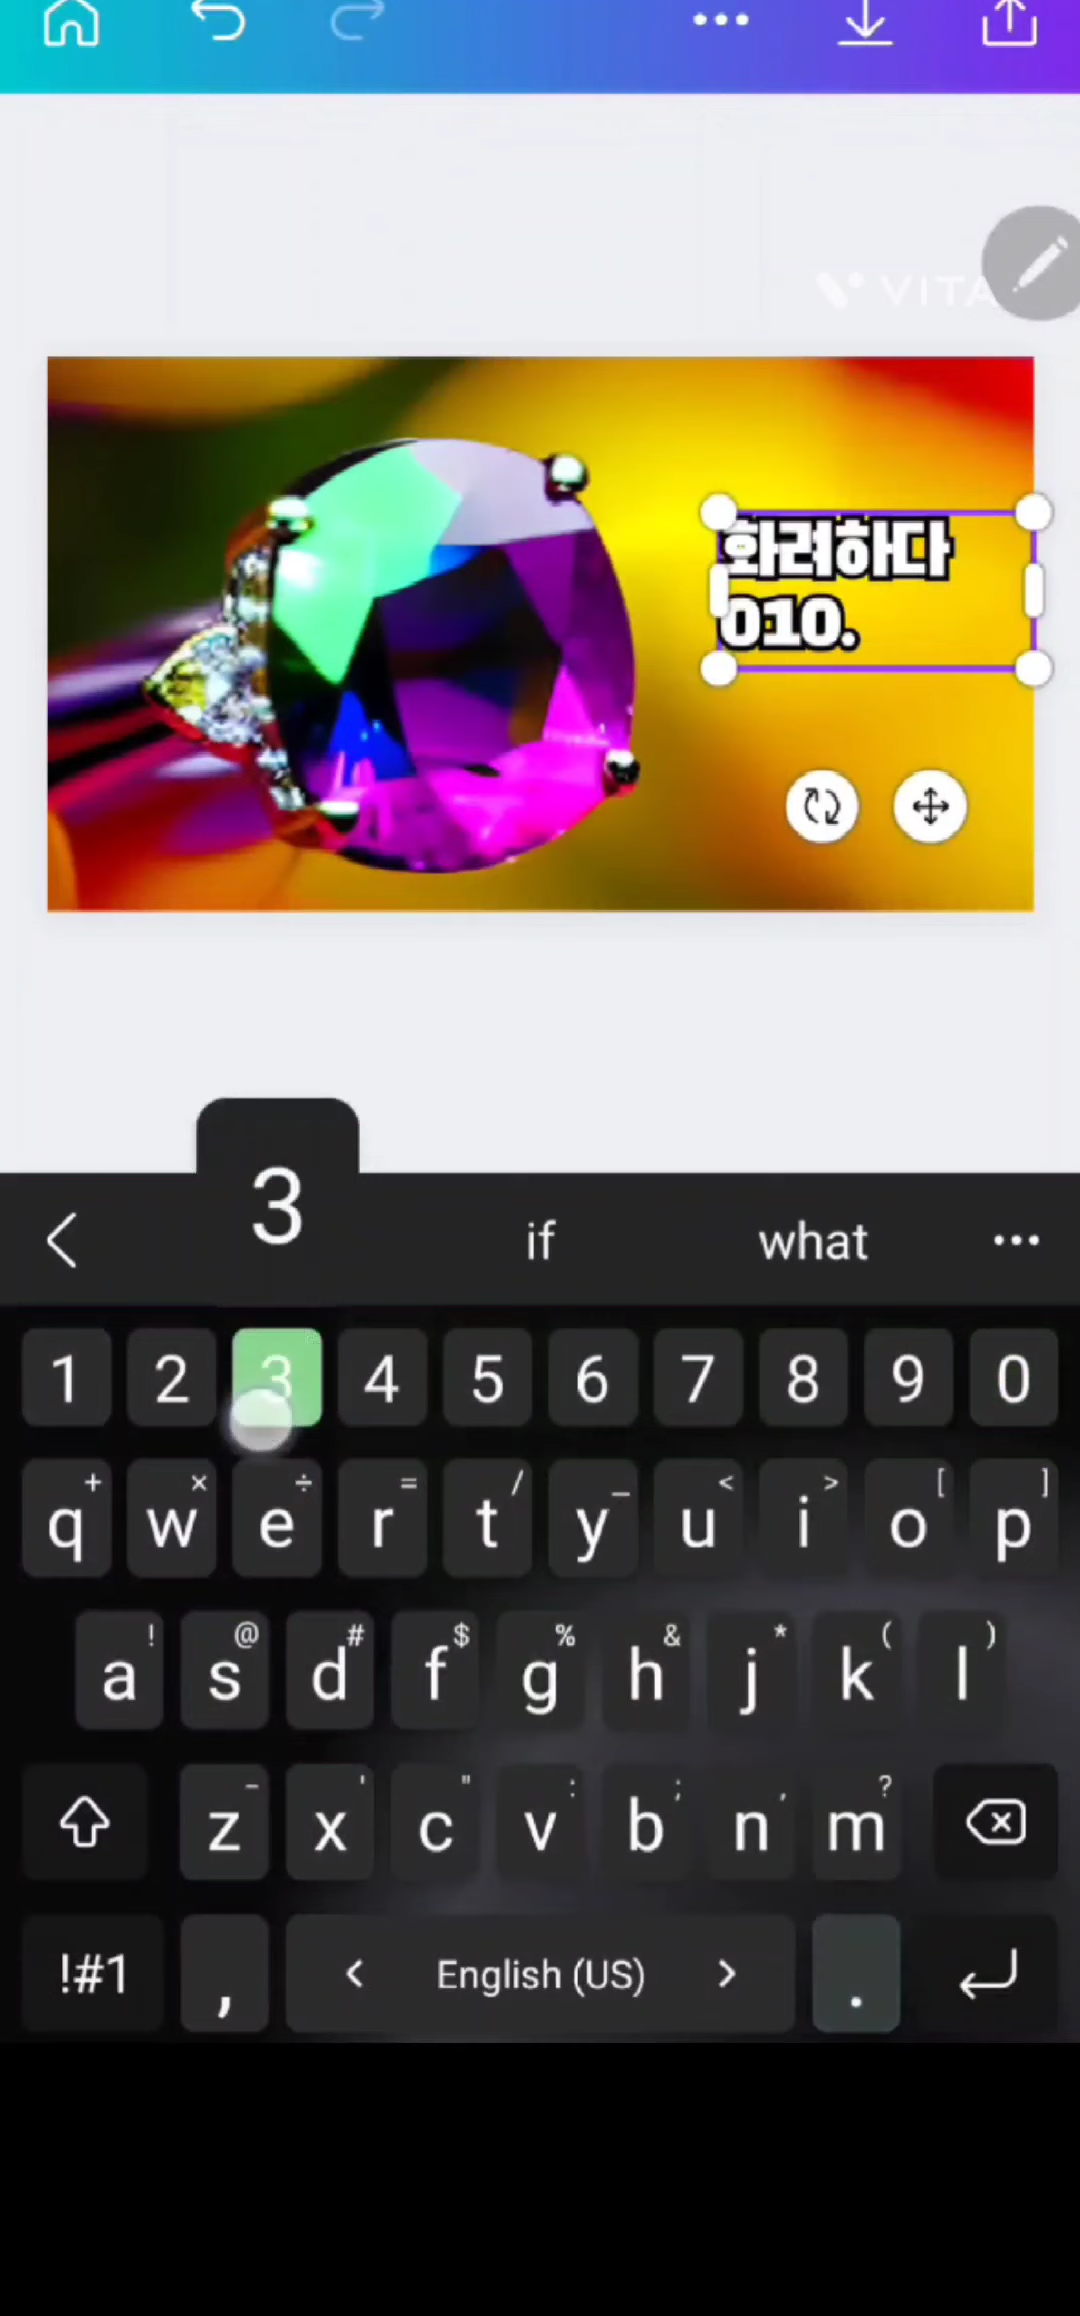 VITA
화려하다
010.
3
if
what
1 2 3 4 5 6 7 8 9 0
+ × ÷ = / _ < > [ ]
q w e r t y u i o p
! @ # $ % & * ( )
a s d f g h j k l
- ' " : ; , ?
z x c v b n m
!#1 , < English (US) > .